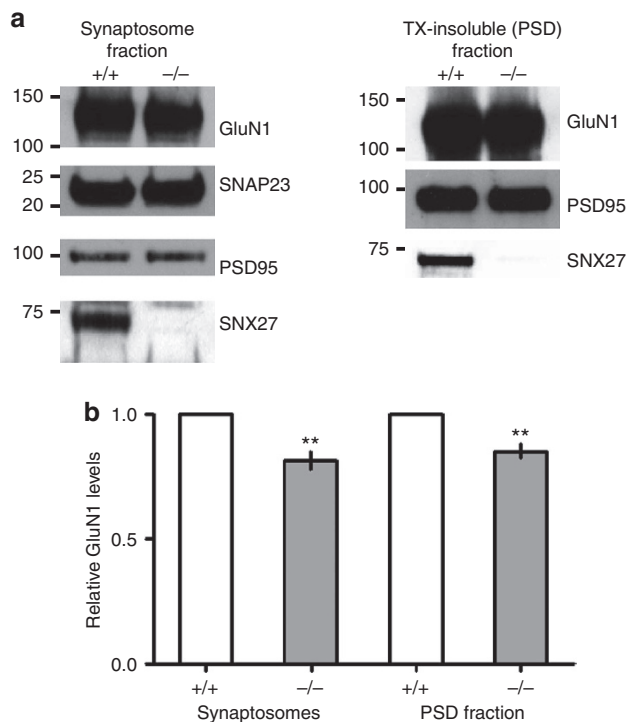 a
Synaptosome
fraction
+/+ –/–
150
100
GluN1
25
20
SNAP23
100
PSD95
75
SNX27
TX-insoluble (PSD)
fraction
+/+ –/–
150
100
GluN1
100
PSD95
75
SNX27
b
Relative GluN1 levels
1.0
0.5
0.0
** **
+/+ –/– +/+ –/–
Synaptosomes PSD fraction